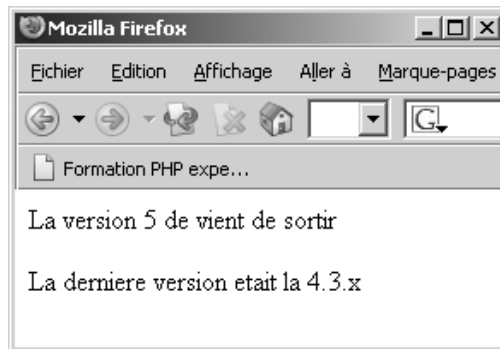 Mozilla Firefox
Fichier Edition Affichage Aller à Marque-pages
G
Formation PHP expe...
La version 5 de vient de sortir
La derniere version etait la 4.3.x